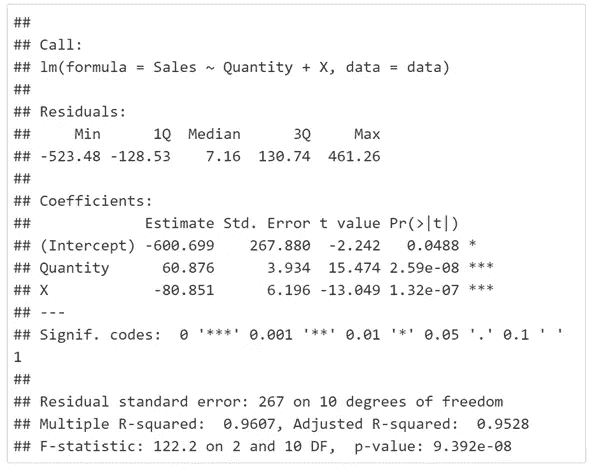 ##
## Call:
## lm(formula = Sales ~ Quantity + X, data = data)
##
## Residuals:
##     Min      1Q  Median      3Q     Max
## -523.48 -128.53    7.16  130.74  461.26
##
## Coefficients:
##             Estimate Std. Error t value Pr(>|t|)
## (Intercept) -600.699    267.880  -2.242   0.0488 *
## Quantity      60.876      3.934  15.474 2.59e-08 ***
## X            -80.851      6.196 -13.049 1.32e-07 ***
## ---
## Signif. codes:  0 '***' 0.001 '**' 0.01 '*' 0.05 '.' 0.1 ' '
1
##
## Residual standard error: 267 on 10 degrees of freedom
## Multiple R-squared:  0.9607, Adjusted R-squared:  0.9528
## F-statistic: 122.2 on 2 and 10 DF,  p-value: 9.392e-08